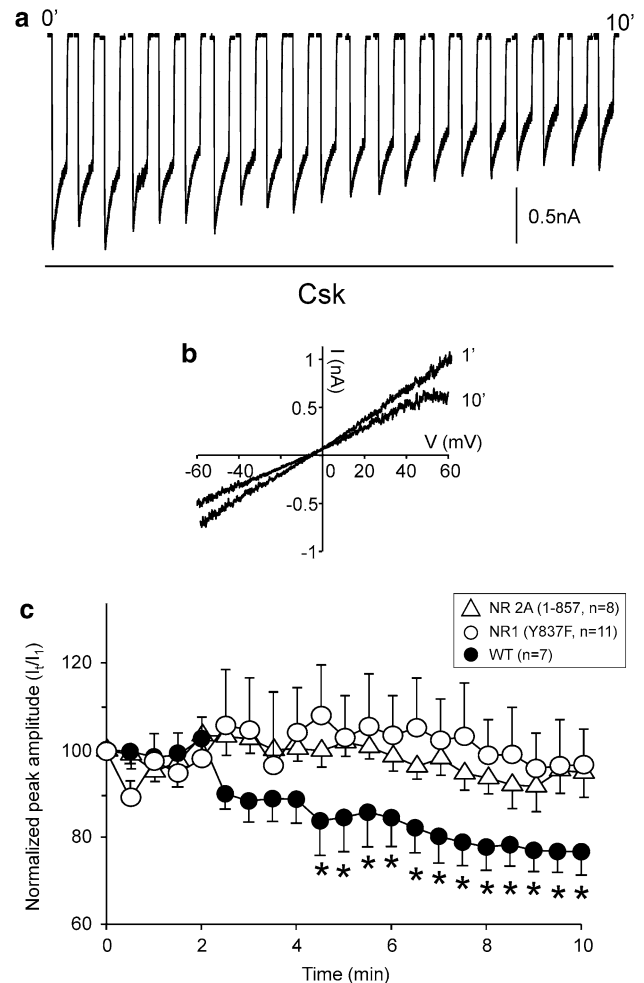 a
0’
10’
0.5nA
Csk
b
I (nA)
1
0.5
-0.5
-1
1’
10’
V (mV)
-60
-40
-20
0
20
40
60
c
NR 2A (1-857, n=8)
NR1 (Y837F, n=11)
WT (n=7)
Normalized peak amplitude (It/I1)
120
100
80
60
* * * * * * * * * * *
0
2
4
6
8
10
Time (min)